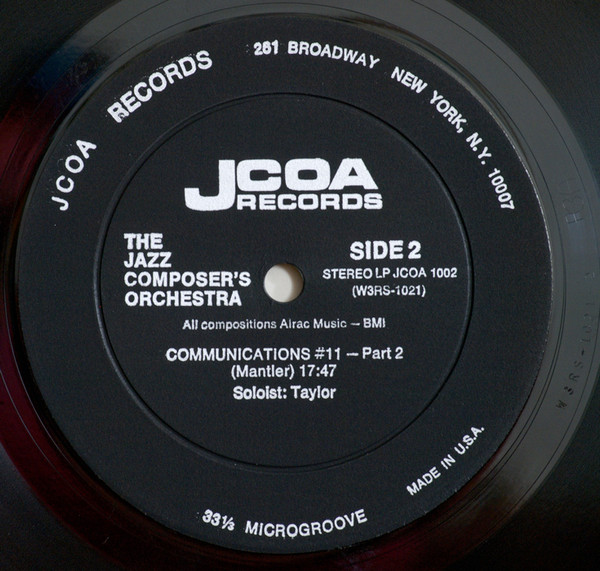 JCOA RECORDS 261 BROADWAY NEW YORK, N.Y. 10007
JCOA
RECORDS
THE
JAZZ
COMPOSER'S
ORCHESTRA
SIDE 2
STEREO LP JCOA 1002
(W3RS-1021)
All compositions Airac Music – BMI
COMMUNICATIONS #11 – Part 2
(Mantler) 17:47
Soloist: Taylor
MADE IN U.S.A.
33⅓ MICROGROOVE